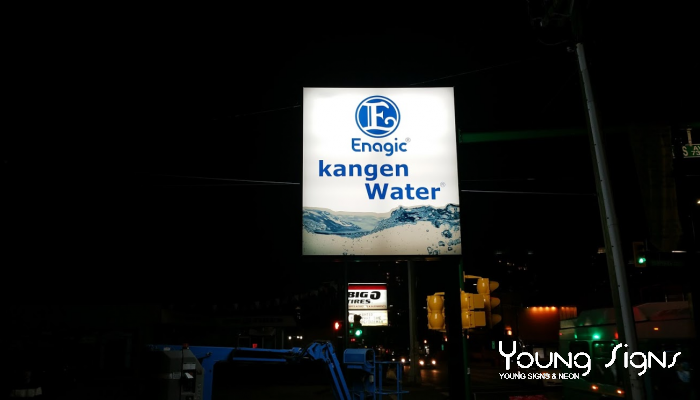 E
Enagic®
kangen
Water®
BIG O
TIRES
Young Signs
YOUNG SIGNS & NEON